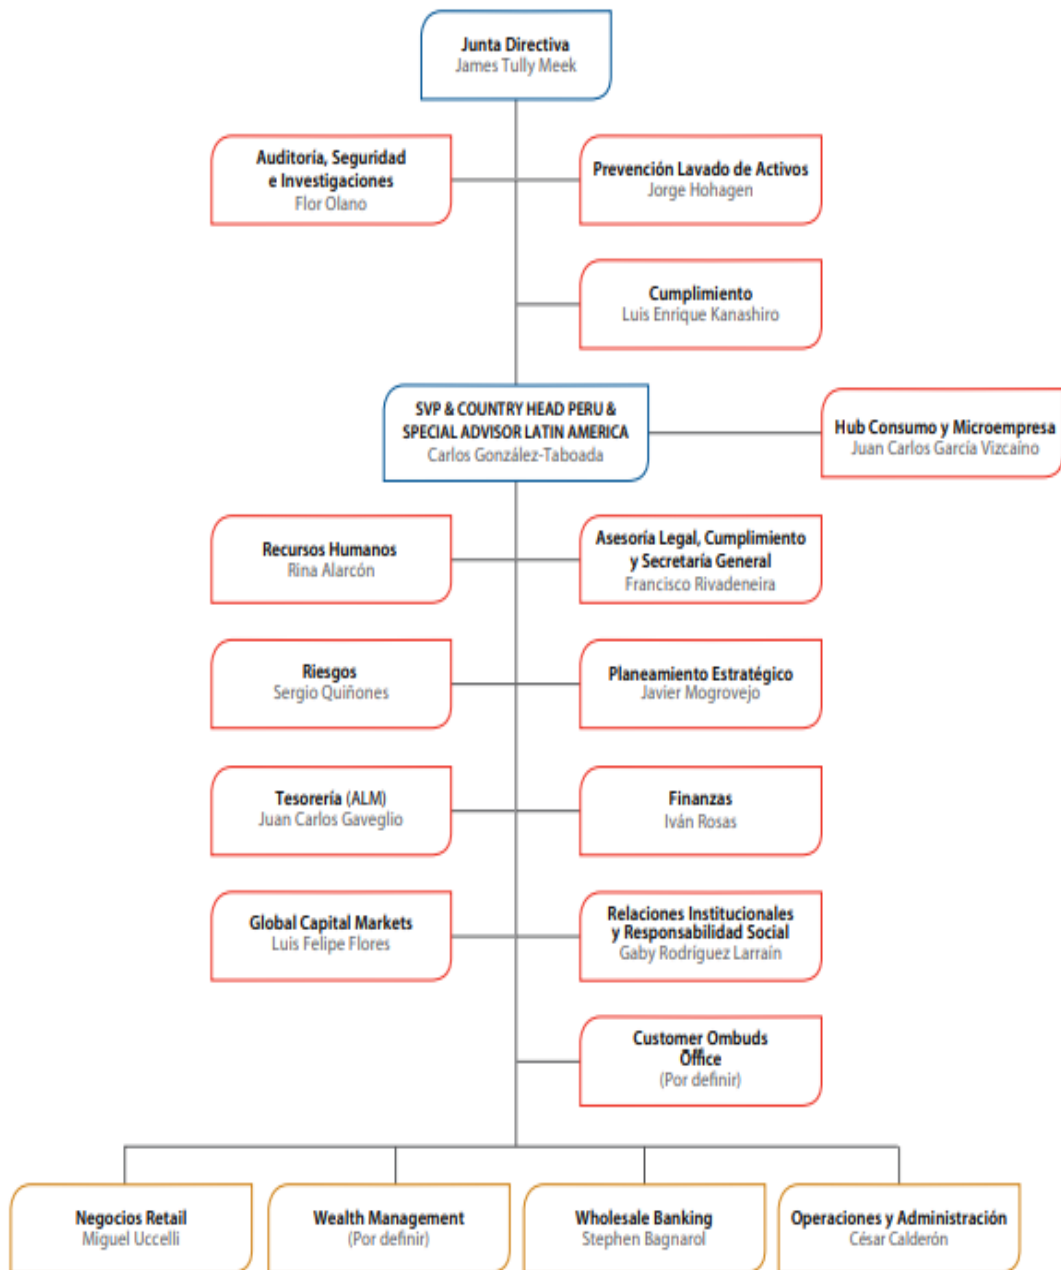 Junta Directiva
James Tully Meek
Auditoría, Seguridad
e Investigaciones
Flor Olano
Prevención Lavado de Activos
Jorge Hohagen
Cumplimiento
Luis Enrique Kanashiro
SVP & COUNTRY HEAD PERU &
SPECIAL ADVISOR LATIN AMERICA
Carlos González-Taboada
Hub Consumo y Microempresa
Juan Carlos García Vizcaíno
Recursos Humanos
Rina Alarcón
Asesoría Legal, Cumplimiento
y Secretaría General
Francisco Rivadeneira
Riesgos
Sergio Quiñones
Planeamiento Estratégico
Javier Mogrovejo
Tesorería (ALM)
Juan Carlos Gaveglio
Finanzas
Iván Rosas
Global Capital Markets
Luis Felipe Flores
Relaciones Institucionales
y Responsabilidad Social
Gaby Rodríguez Larraín
Customer Ombuds
Office
(Por definir)
Negocios Retail
Miguel Uccelli
Wealth Management
(Por definir)
Wholesale Banking
Stephen Bagnarol
Operaciones y Administración
César Calderón